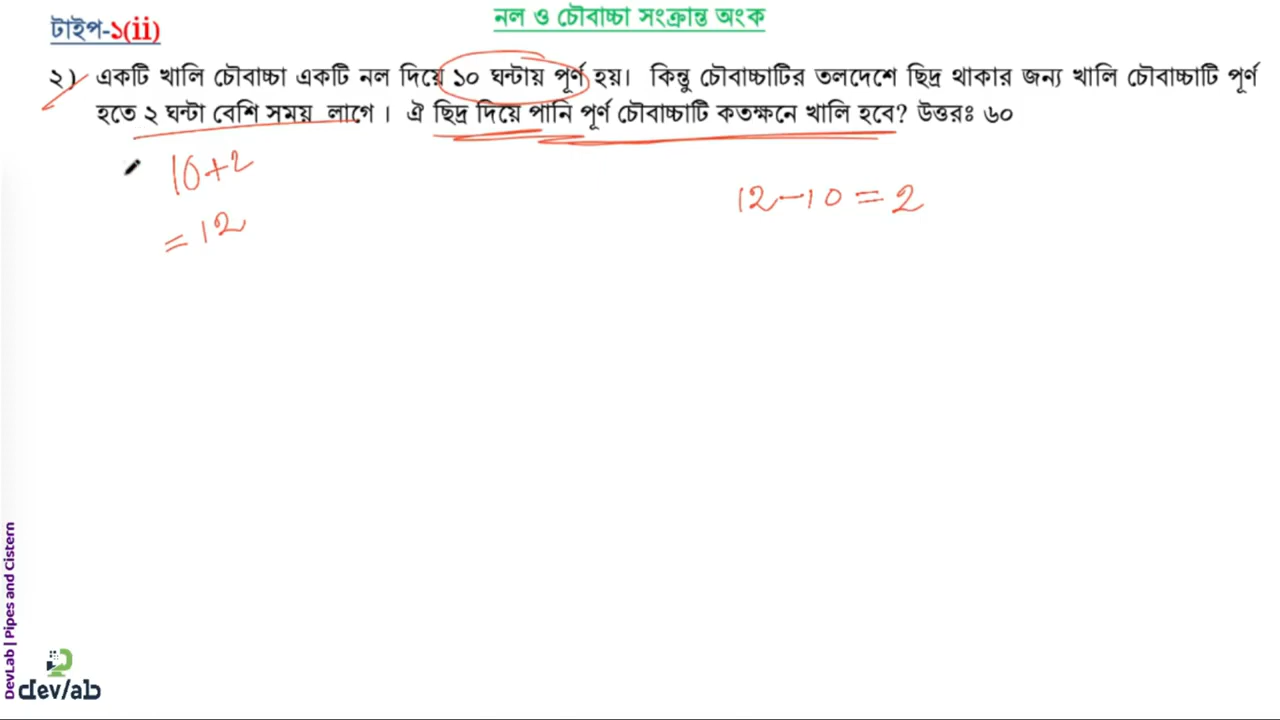 নল ও চৌবাচ্চা সংক্রান্ত অংক
টাইপ-১(ii)
২) একটি খালি চৌবাচ্চা একটি নল দিয়ে ১০ ঘন্টায় পূর্ণ হয়। কিন্তু চৌবাচ্চাটির তলদেশে ছিদ্র থাকার জন্য খালি চৌবাচ্চাটি পূর্ণ
হতে ২ ঘন্টা বেশি সময় লাগে। ঐ ছিদ্র দিয়ে পানি পূর্ণ চৌবাচ্চাটি কতক্ষনে খালি হবে? উত্তরঃ ৬০
10+2
=12
12-10=2
DevLab | Pipes and Cistern
dev/ab